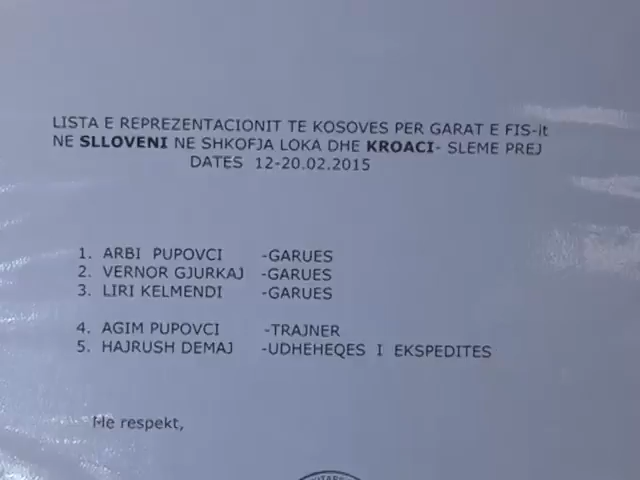 LISTA E REPREZENTACIONIT TE KOSOVES PER GARAT E FIS-it
NE SLLOVENI NE SHKOFJA LOKA DHE KROACI- SLEME PREJ
DATES 12-20.02.2015
1. ARBI PUPOVCI -GARUES
2. VERNOR GJURKAJ -GARUES
3. LIRI KELMENDI -GARUES
4. AGIM PUPOVCI -TRAJNER
5. HAJRUSH DEMAJ -UDHEHEQES I EKSPEDITES
Me respekt,